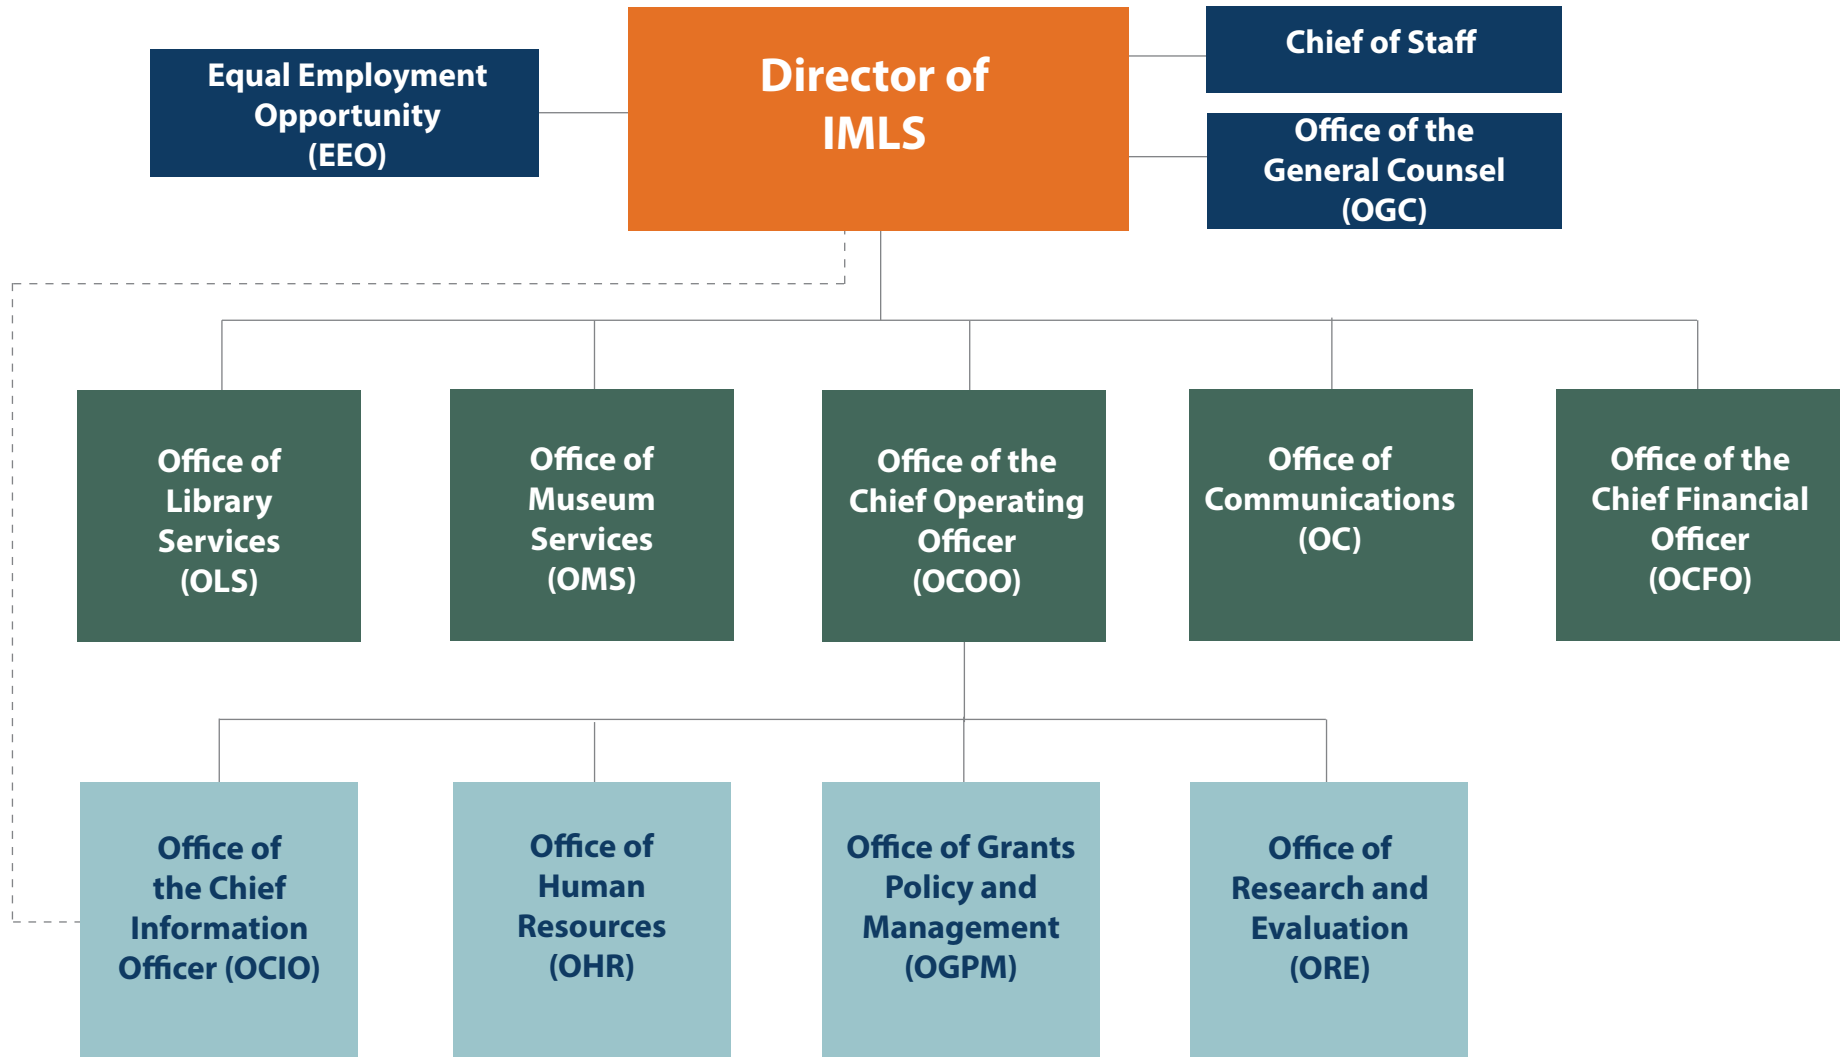 Equal Employment
Opportunity
(EEO)
Director of
IMLS
Chief of Staff
Office of the
General Counsel
(OGC)
Office of
Library
Services
(OLS)
Office of
Museum
Services
(OMS)
Office of the
Chief Operating
Officer
(OCOO)
Office of
Communications
(OC)
Office of the
Chief Financial
Officer
(OCFO)
Office of
the Chief
Information
Officer (OCIO)
Office of
Human
Resources
(OHR)
Office of Grants
Policy and
Management
(OGPM)
Office of
Research and
Evaluation
(ORE)